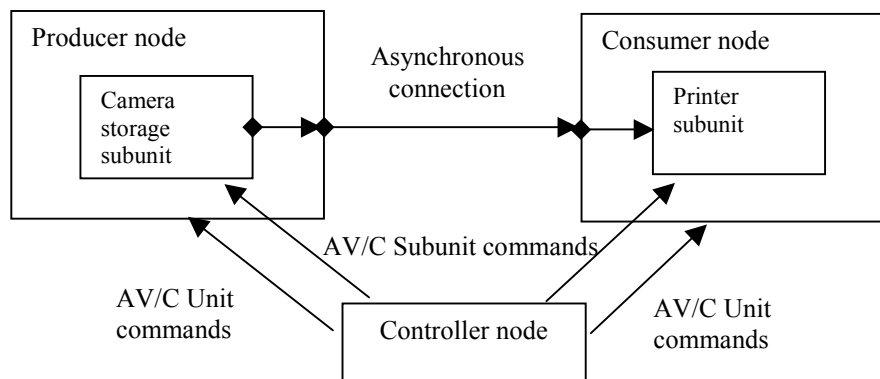 Producer node
Consumer node
Asynchronous
connection
Camera
storage
subunit
Printer
subunit
AV/C Subunit commands
AV/C Unit
commands
AV/C Unit
commands
Controller node